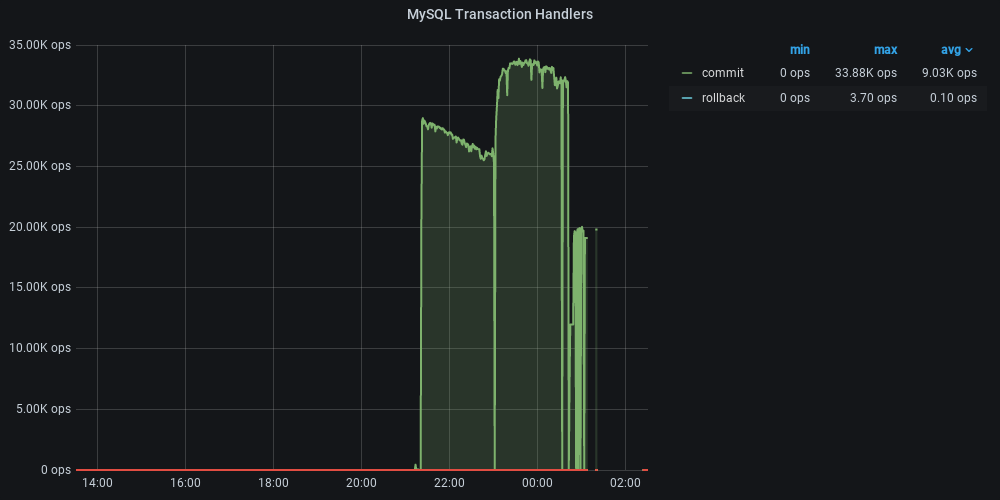 MySQL Transaction Handlers
35.00K ops
30.00K ops
25.00K ops
20.00K ops
15.00K ops
10.00K ops
5.00K ops
0 ops
14:00 16:00 18:00 20:00 22:00 00:00 02:00
min max avg
commit 0 ops 33.88K ops 9.03K ops
rollback 0 ops 3.70 ops 0.10 ops